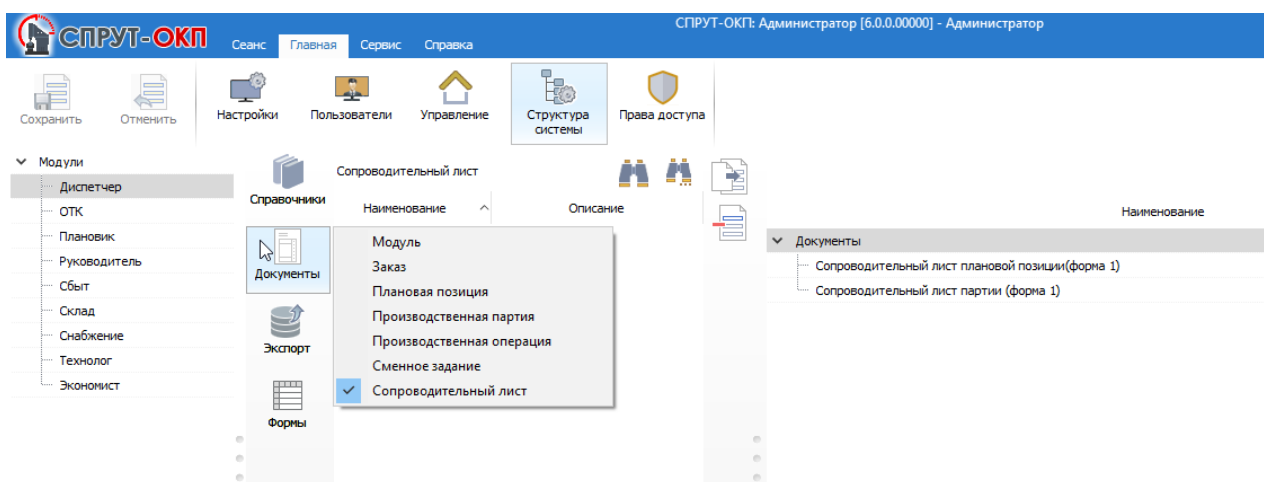 СПРУТ-ОКП: Администратор [6.0.0.00000] - Администратор
СПРУТ-ОКП
Сеанс Главная Сервис Справка
Сохранить Отменить
Настройки Пользователи Управление Структура системы Права доступа
Модули
Диспетчер
ОТК
Плановик
Руководитель
Сбыт
Склад
Снабжение
Технолог
Экономист
Справочники
Документы
Экспорт
Формы
Сопроводительный лист
Наименование Описание
Модуль
Заказ
Плановая позиция
Производственная партия
Производственная операция
Сменное задание
Сопроводительный лист
Наименование
Документы
Сопроводительный лист плановой позиции(форма 1)
Сопроводительный лист партии (форма 1)